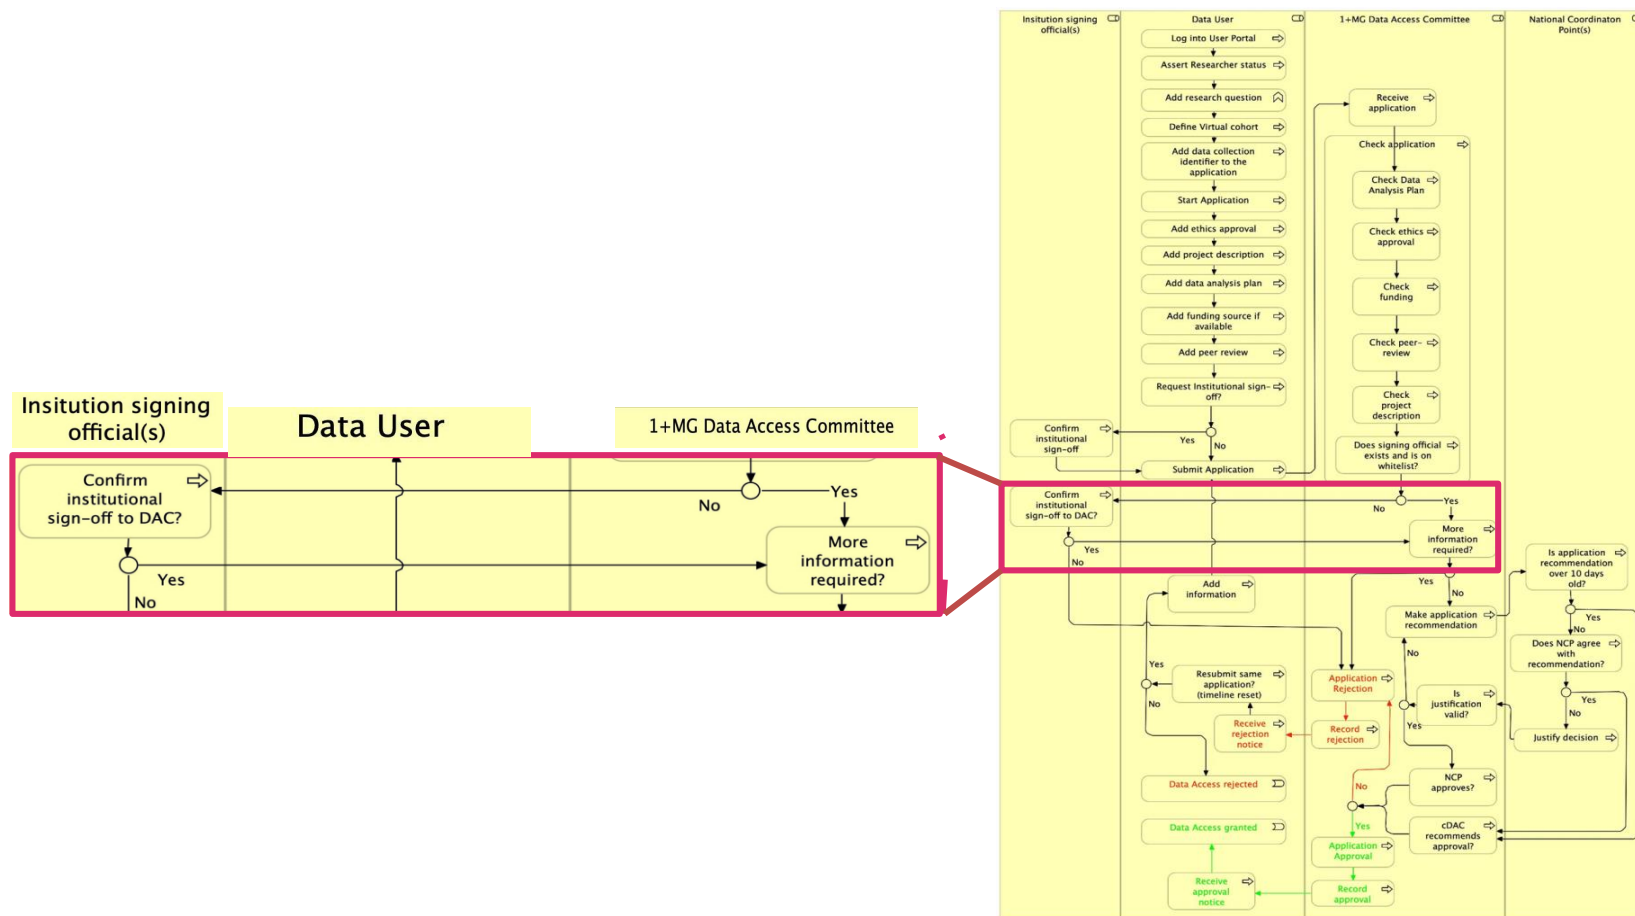 Insitution signing
official(s)
Data User
1+MG Data Access Committee
Confirm
institutional
sign-off to DAC?
No
Yes
More
information
required?
Yes
No
Insitution signing
official(s)
Data User
1+MG Data Access Committee
National Coordinaton
Point(s)
Log into User Portal
Assert Researcher status
Add research question
Define Virtual cohort
Add data collection
identifier to the
application
Start Application
Add ethics approval
Add project description
Add data analysis plan
Add funding source if
available
Add peer review
Request Institutional sign-
off?
Yes
No
Confirm
institutional
sign-off
Submit Application
Receive
application
Check application
Check Data
Analysis Plan
Check ethics
approval
Check
funding
Check peer-
review
Check
project
description
Does signing official
exists and is on
whitelist?
Confirm
institutional
sign-off to DAC?
No
Yes
More
information
required?
Yes
No
Yes
No
Add
information
Make application
recommendation
Is application
recommendation
over 10 days
old?
Yes
No
Does NCP agree
with
recommendation?
Yes
No
Justify decision
Is
justification
valid?
No
Yes
Application
Rejection
Record
rejection
Receive
rejection
notice
Resubmit same
application?
(timeline reset)
Yes
No
Data Access rejected
NCP
approves?
cDAC
recommends
approval?
No
Yes
Application
Approval
Record
approval
Receive
approval
notice
Data Access granted